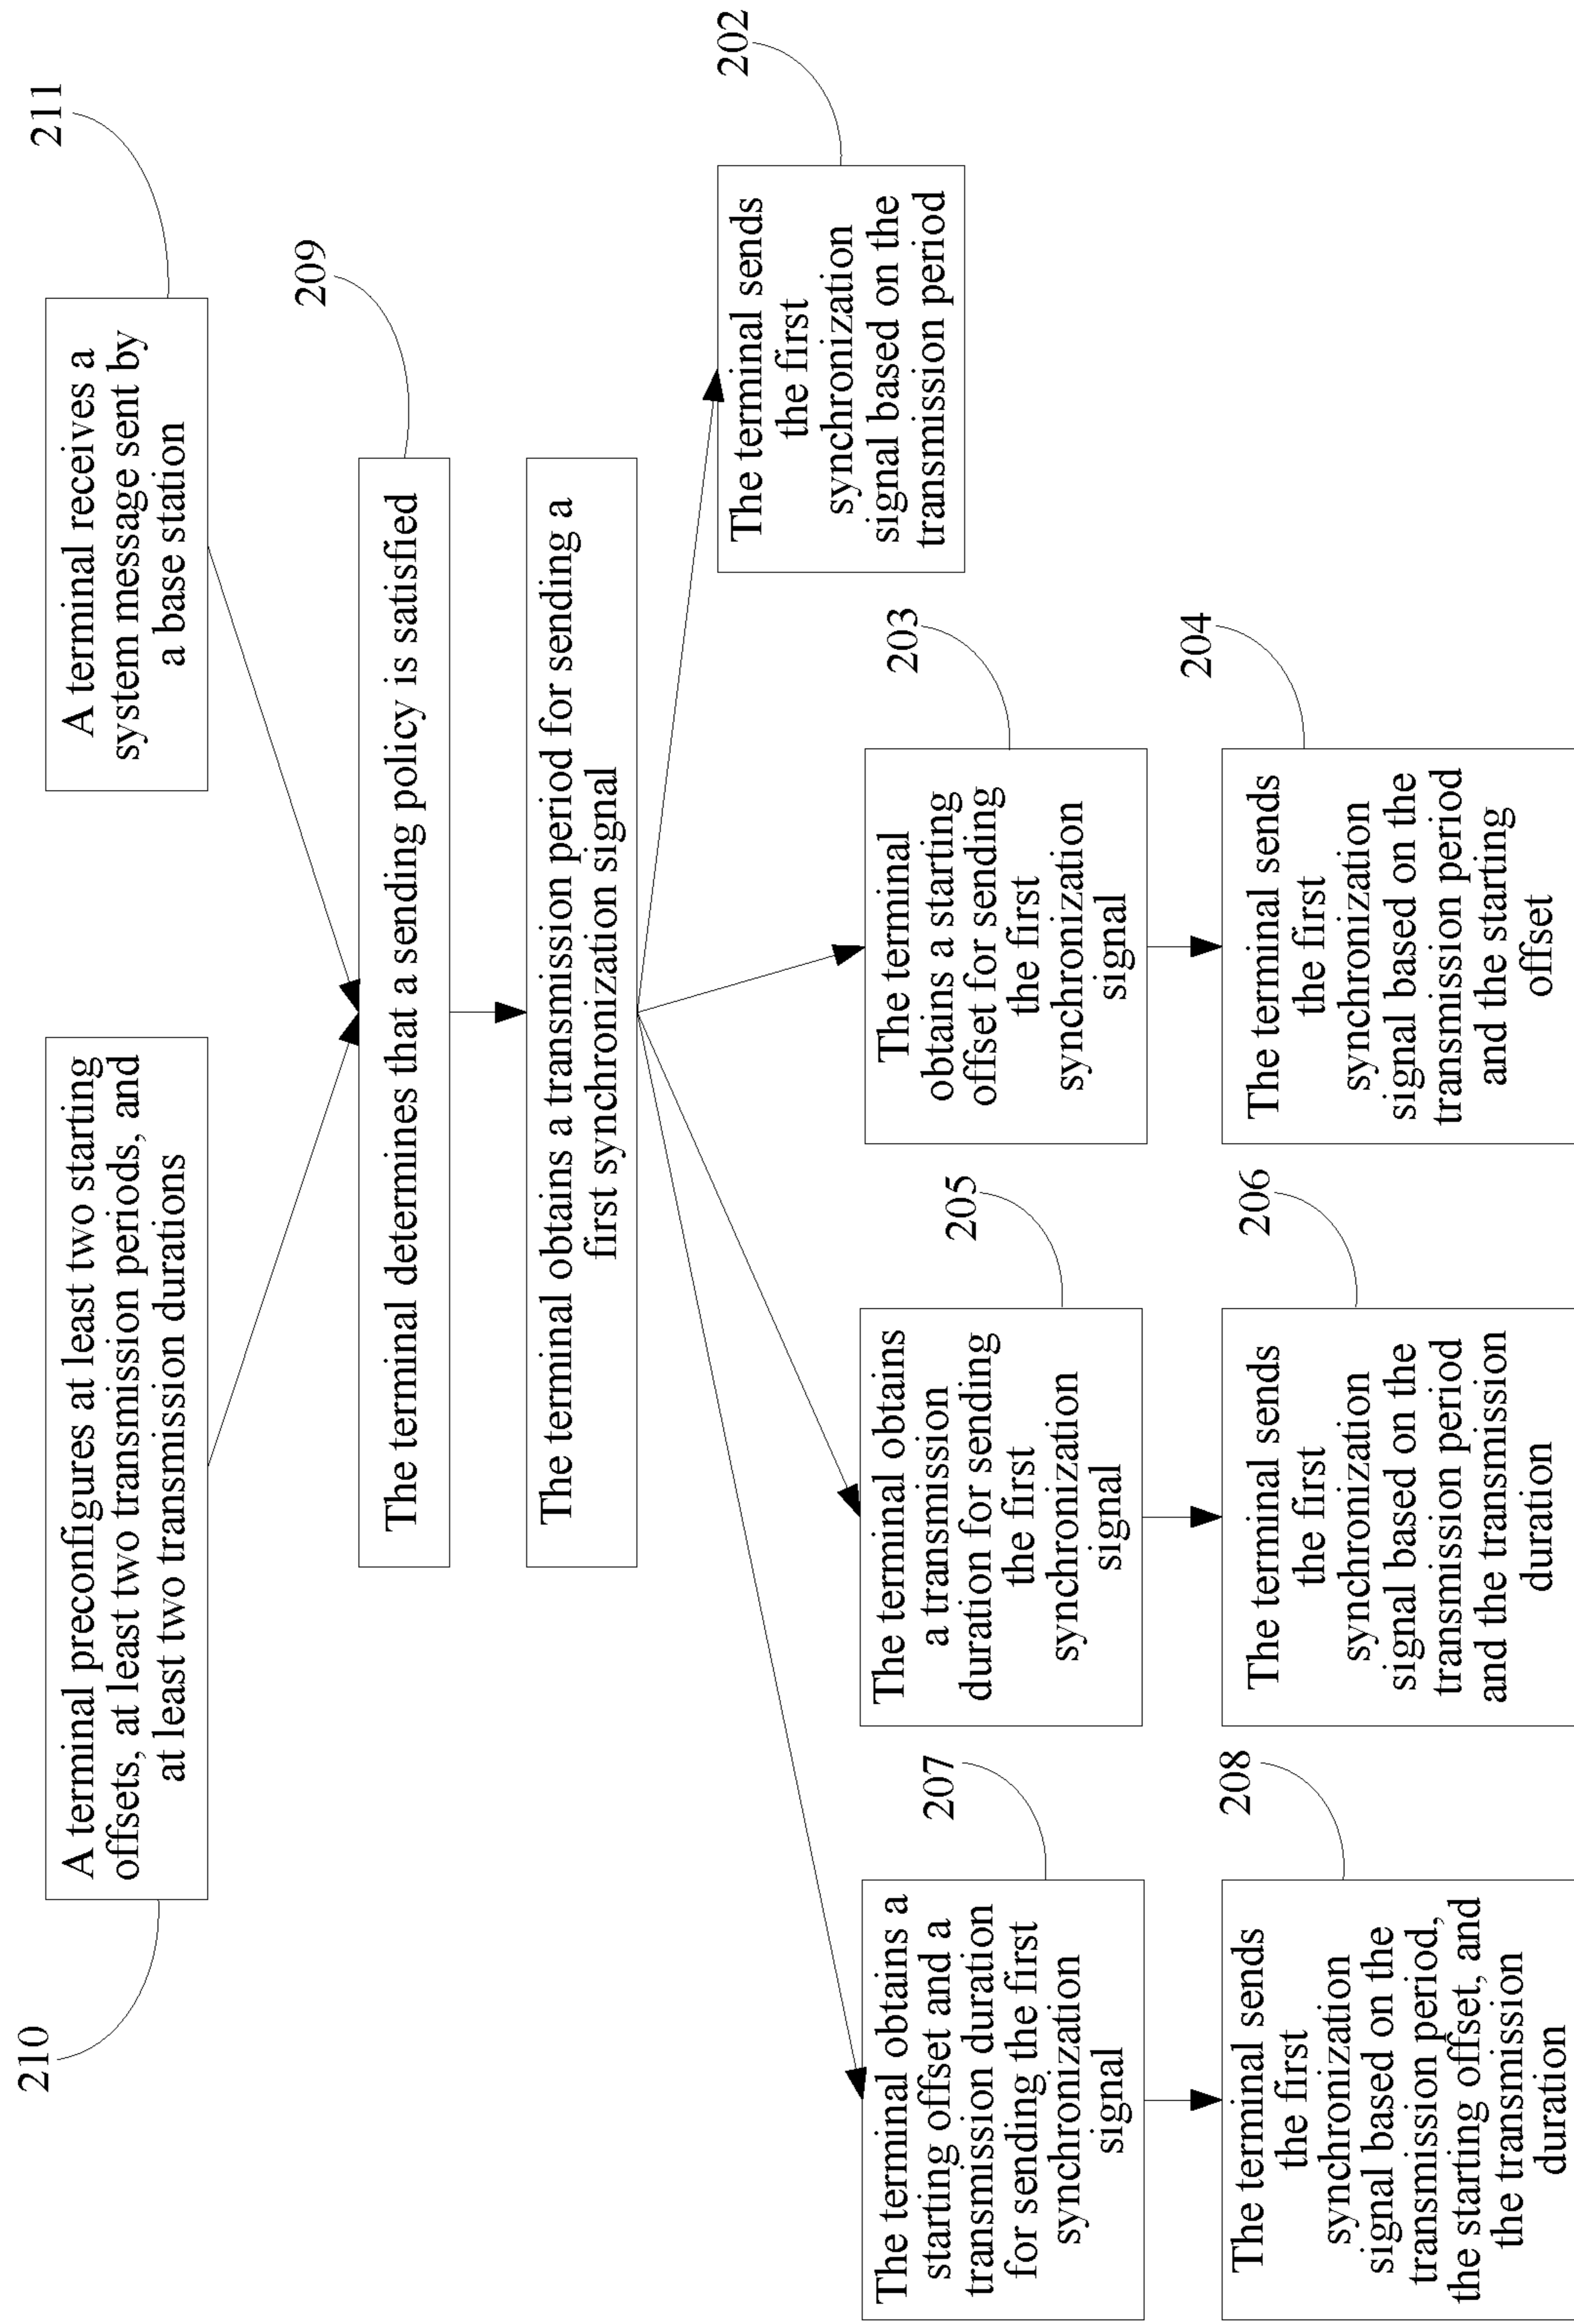 210
A terminal preconfigures at least two starting
offsets, at least two transmission periods, and
at least two transmission durations
211
A terminal receives a
system message sent by
a base station
209
The terminal determines that a sending policy is satisfied
The terminal obtains a transmission period for sending a
first synchronization signal
207
The terminal obtains a
starting offset and a
transmission duration
for sending the first
synchronization
signal
205
The terminal obtains
a transmission
duration for sending
the first
synchronization
signal
203
The terminal
obtains a starting
offset for sending
the first
synchronization
signal
202
The terminal sends
the first
synchronization
signal based on the
transmission period
208
The terminal sends
the first
synchronization
signal based on the
transmission period,
the starting offset, and
the transmission
duration
206
The terminal sends
the first
synchronization
signal based on the
transmission period
and the transmission
duration
204
The terminal sends
the first
synchronization
signal based on the
transmission period
and the starting
offset